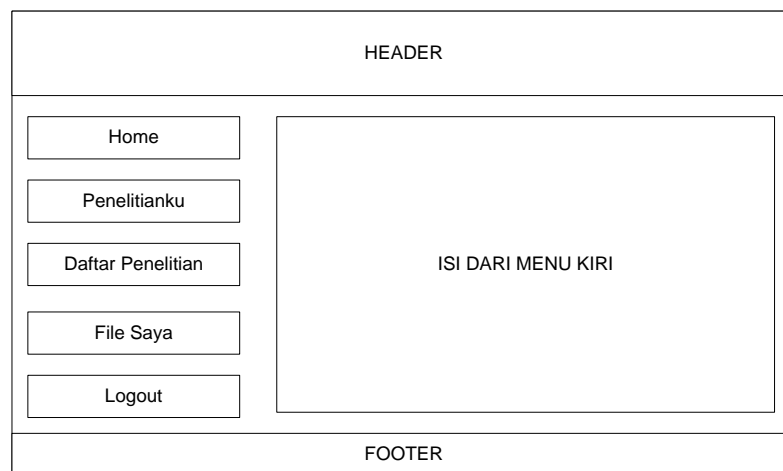 HEADER
Home
Penelitianku
Daftar Penelitian
File Saya
Logout
ISI DARI MENU KIRI
FOOTER